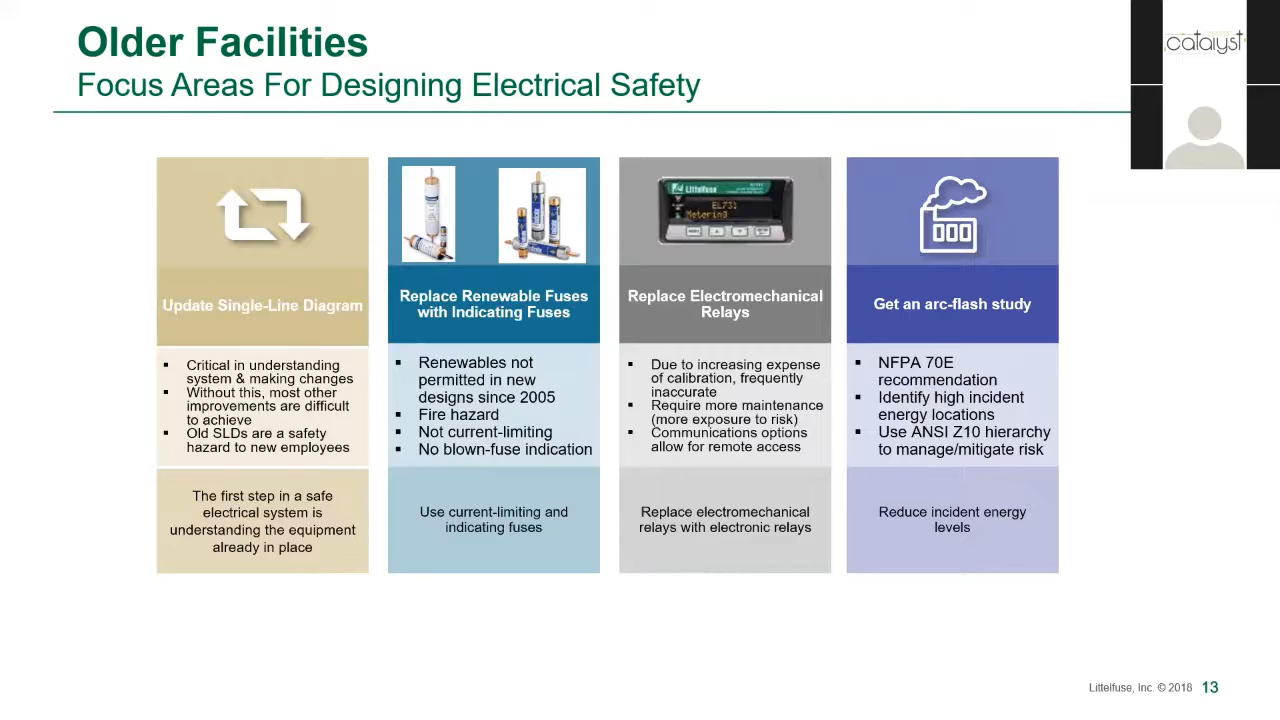 Older Facilities
Focus Areas For Designing Electrical Safety
catalyst
Update Single-Line Diagram
▪ Critical in understanding
system & making changes
▪ Without this, most other
improvements are difficult
to achieve
▪ Old SLDs are a safety
hazard to new employees
The first step in a safe
electrical system is
understanding the equipment
already in place
Replace Renewable Fuses
with Indicating Fuses
▪ Renewables not
permitted in new
designs since 2005
▪ Fire hazard
▪ Not current-limiting
▪ No blown-fuse indication
Use current-limiting and
indicating fuses
Littelfuse
EL731
Metering
Replace Electromechanical
Relays
▪ Due to increasing expense
of calibration, frequently
inaccurate
▪ Require more maintenance
(more exposure to risk)
▪ Communications options
allow for remote access
Replace electromechanical
relays with electronic relays
Get an arc-flash study
▪ NFPA 70E
recommendation
▪ Identify high incident
energy locations
▪ Use ANSI Z10 hierarchy
to manage/mitigate risk
Reduce incident energy
levels
Littelfuse, Inc. © 2018 13